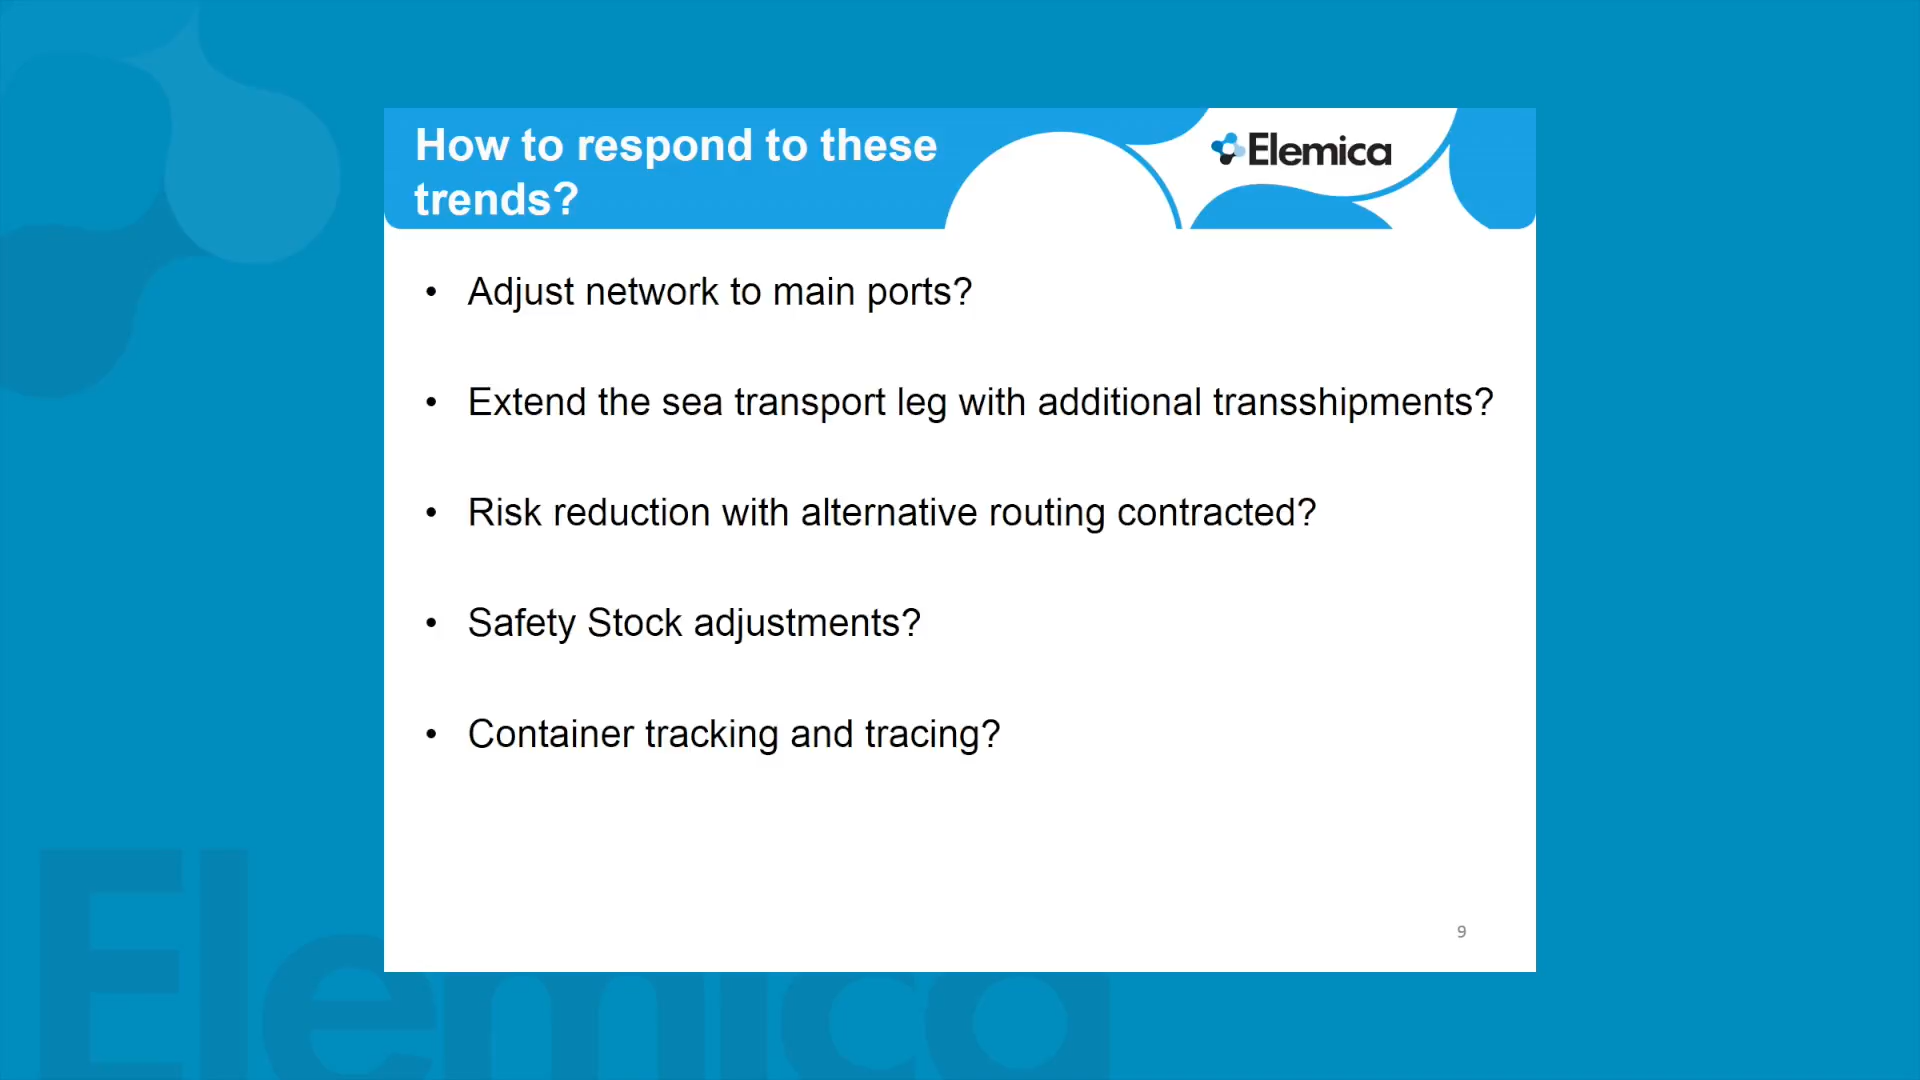 How to respond to these
trends?
Elemica
• Adjust network to main ports?
• Extend the sea transport leg with additional transshipments?
• Risk reduction with alternative routing contracted?
• Safety Stock adjustments?
• Container tracking and tracing?
9
Elemica